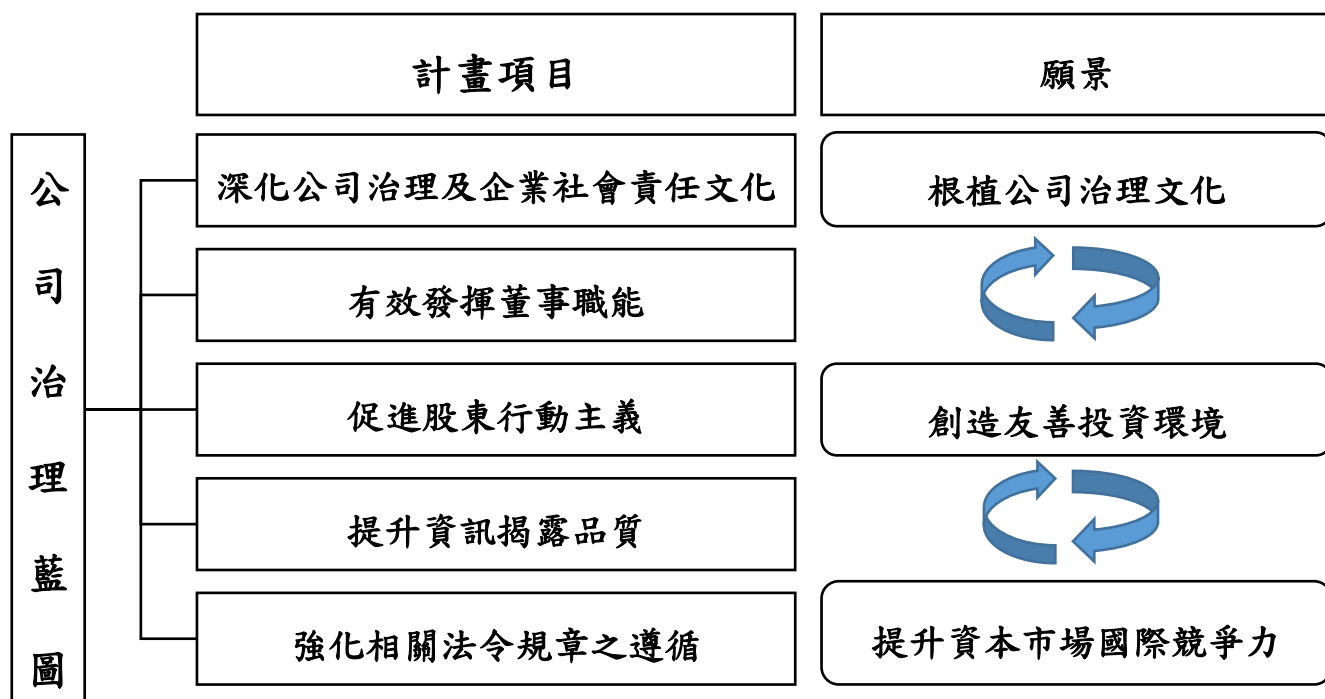 計畫項目
願景
公司治理藍圖
深化公司治理及企業社會責任文化
根植公司治理文化
有效發揮董事職能
促進股東行動主義
創造友善投資環境
提升資訊揭露品質
強化相關法令規章之遵循
提升資本市場國際競爭力